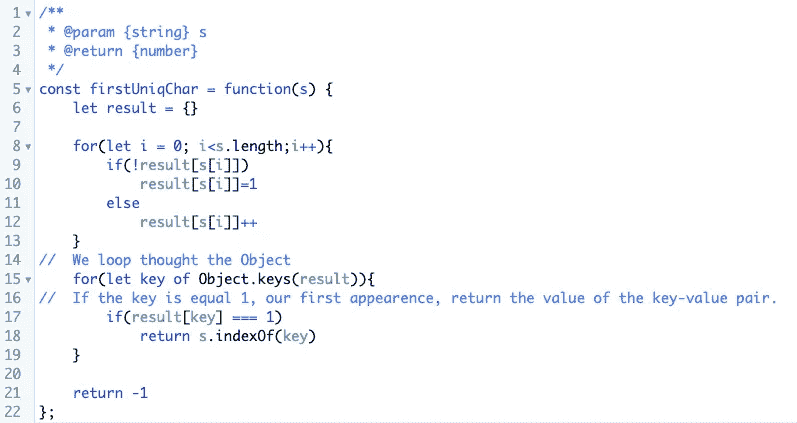 1 /**
2  * @param {string} s
3  * @return {number}
4  */
5 const firstUniqChar = function(s) {
6     let result = {}
7
8     for(let i = 0; i<s.length;i++){
9         if(!result[s[i]])
10             result[s[i]]=1
11         else
12             result[s[i]]++
13     }
14 //  We loop thought the Object
15     for(let key of Object.keys(result)){
16 //  If the key is equal 1, our first appearence, return the value of the key-value pair.
17         if(result[key] === 1)
18             return s.indexOf(key)
19     }
20
21     return -1
22 };